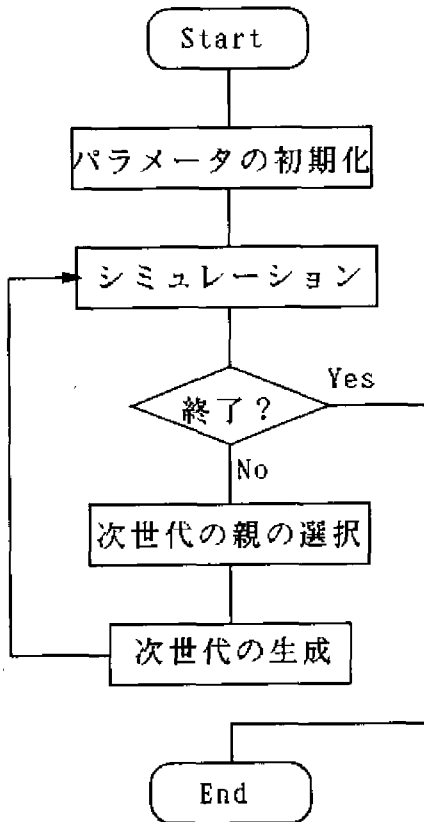 Start
パラメータの初期化
シミュレーション
終了？
Yes
No
次世代の親の選択
次世代の生成
End